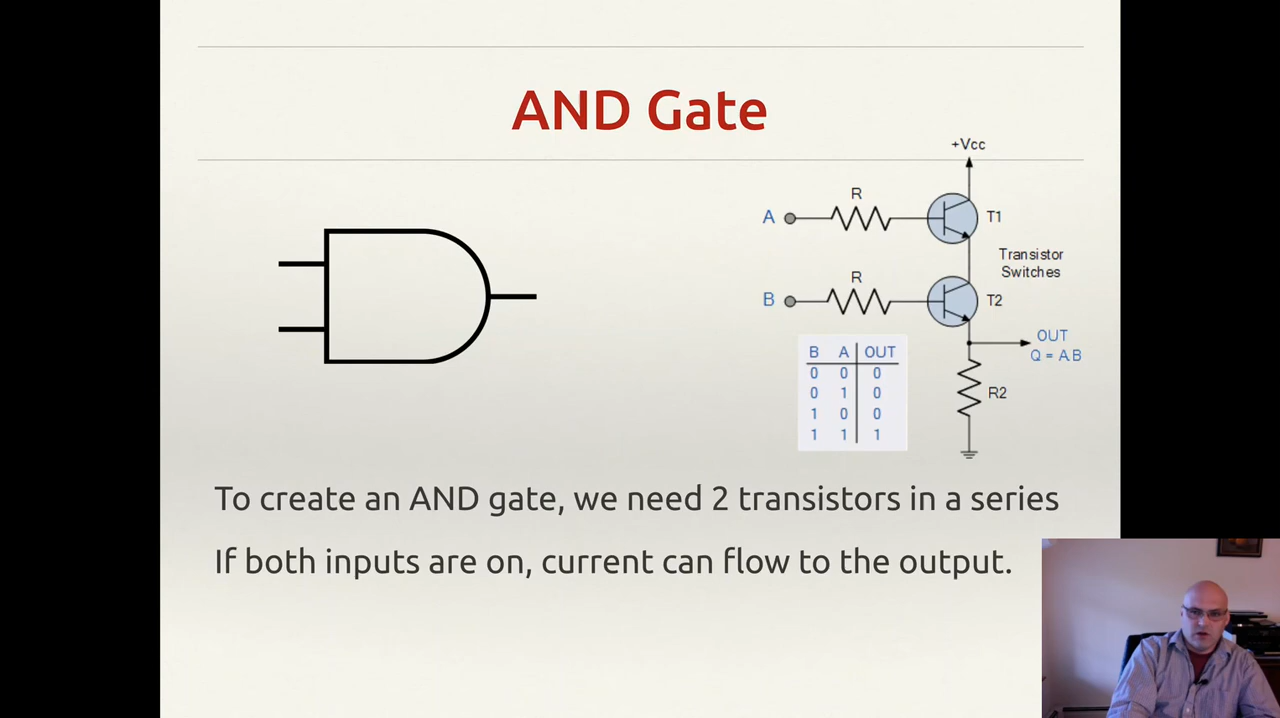 AND Gate
+Vcc
A
R
T1
Transistor
Switches
B
R
T2
OUT
Q = A.B
B A OUT
0 0 0
0 1 0
1 0 0
1 1 1
R2
To create an AND gate, we need 2 transistors in a series
If both inputs are on, current can flow to the output.